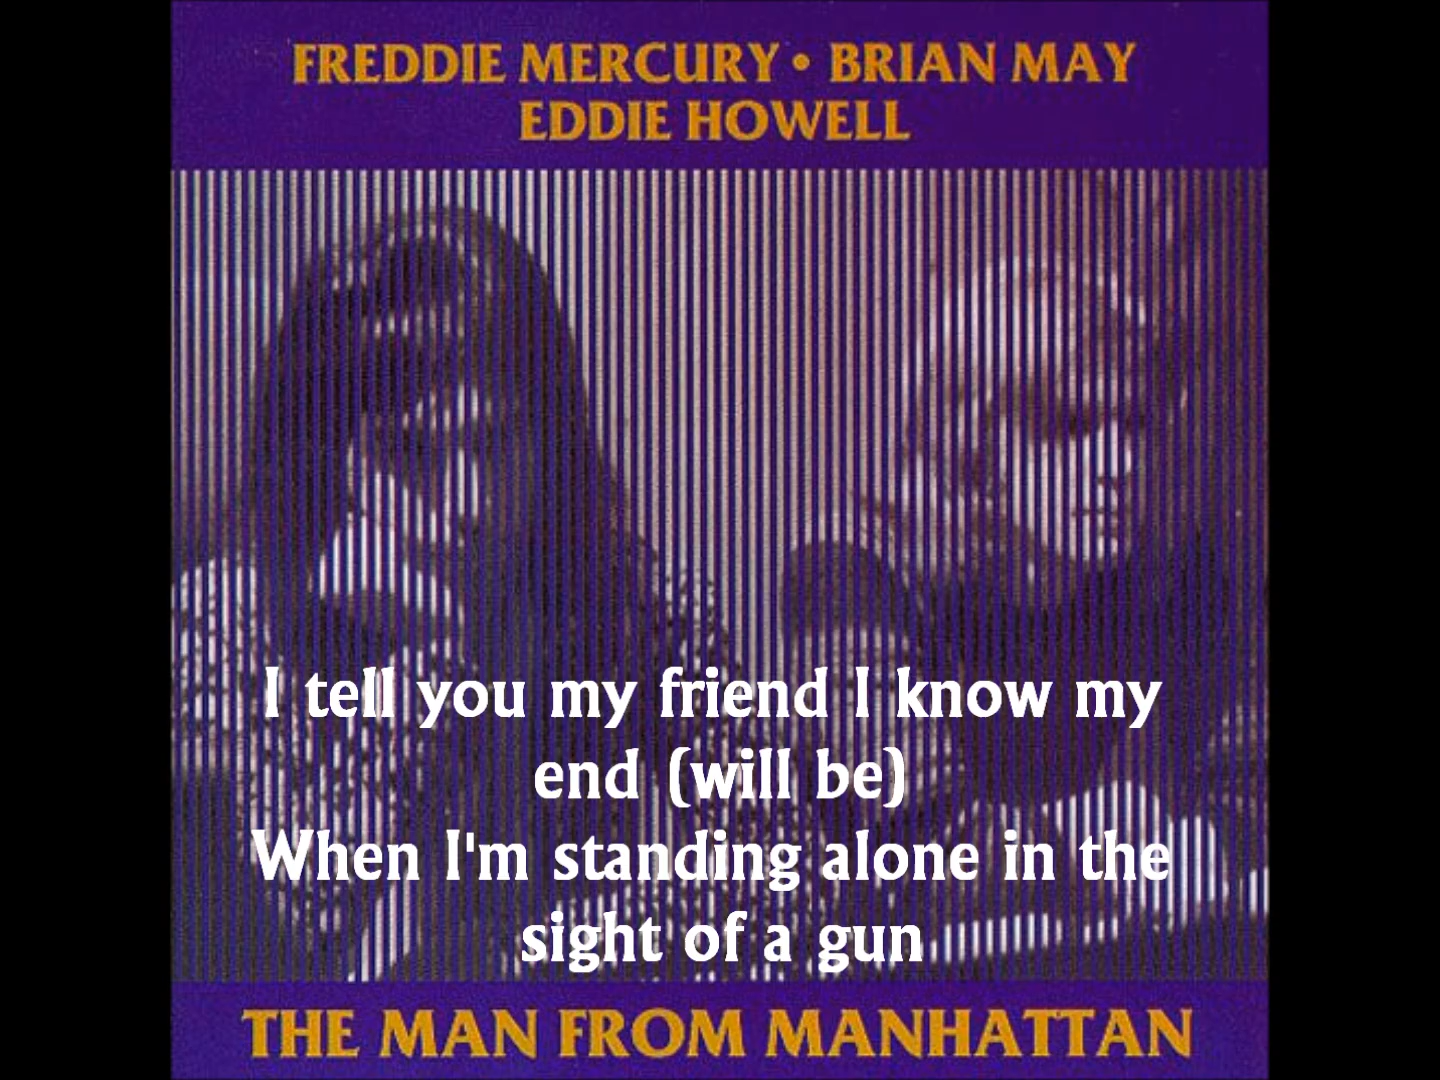 FREDDIE MERCURY • BRIAN MAY
EDDIE HOWELL
I tell you my friend I know my
end (will be)
When I'm standing alone in the
sight of a gun
THE MAN FROM MANHATTAN